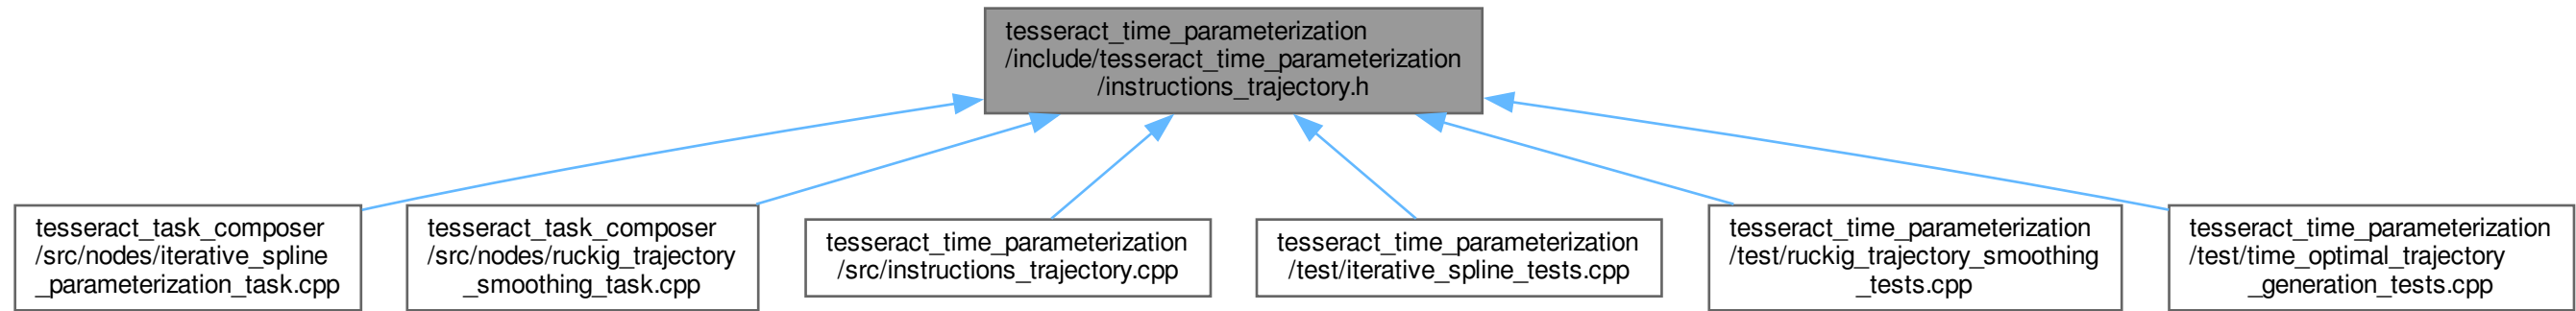 tesseract_time_parameterization
/include/tesseract_time_parameterization
/instructions_trajectory.h
tesseract_task_composer
/src/nodes/iterative_spline
_parameterization_task.cpp
tesseract_task_composer
/src/nodes/ruckig_trajectory
_smoothing_task.cpp
tesseract_time_parameterization
/src/instructions_trajectory.cpp
tesseract_time_parameterization
/test/iterative_spline_tests.cpp
tesseract_time_parameterization
/test/ruckig_trajectory_smoothing
_tests.cpp
tesseract_time_parameterization
/test/time_optimal_trajectory
_generation_tests.cpp